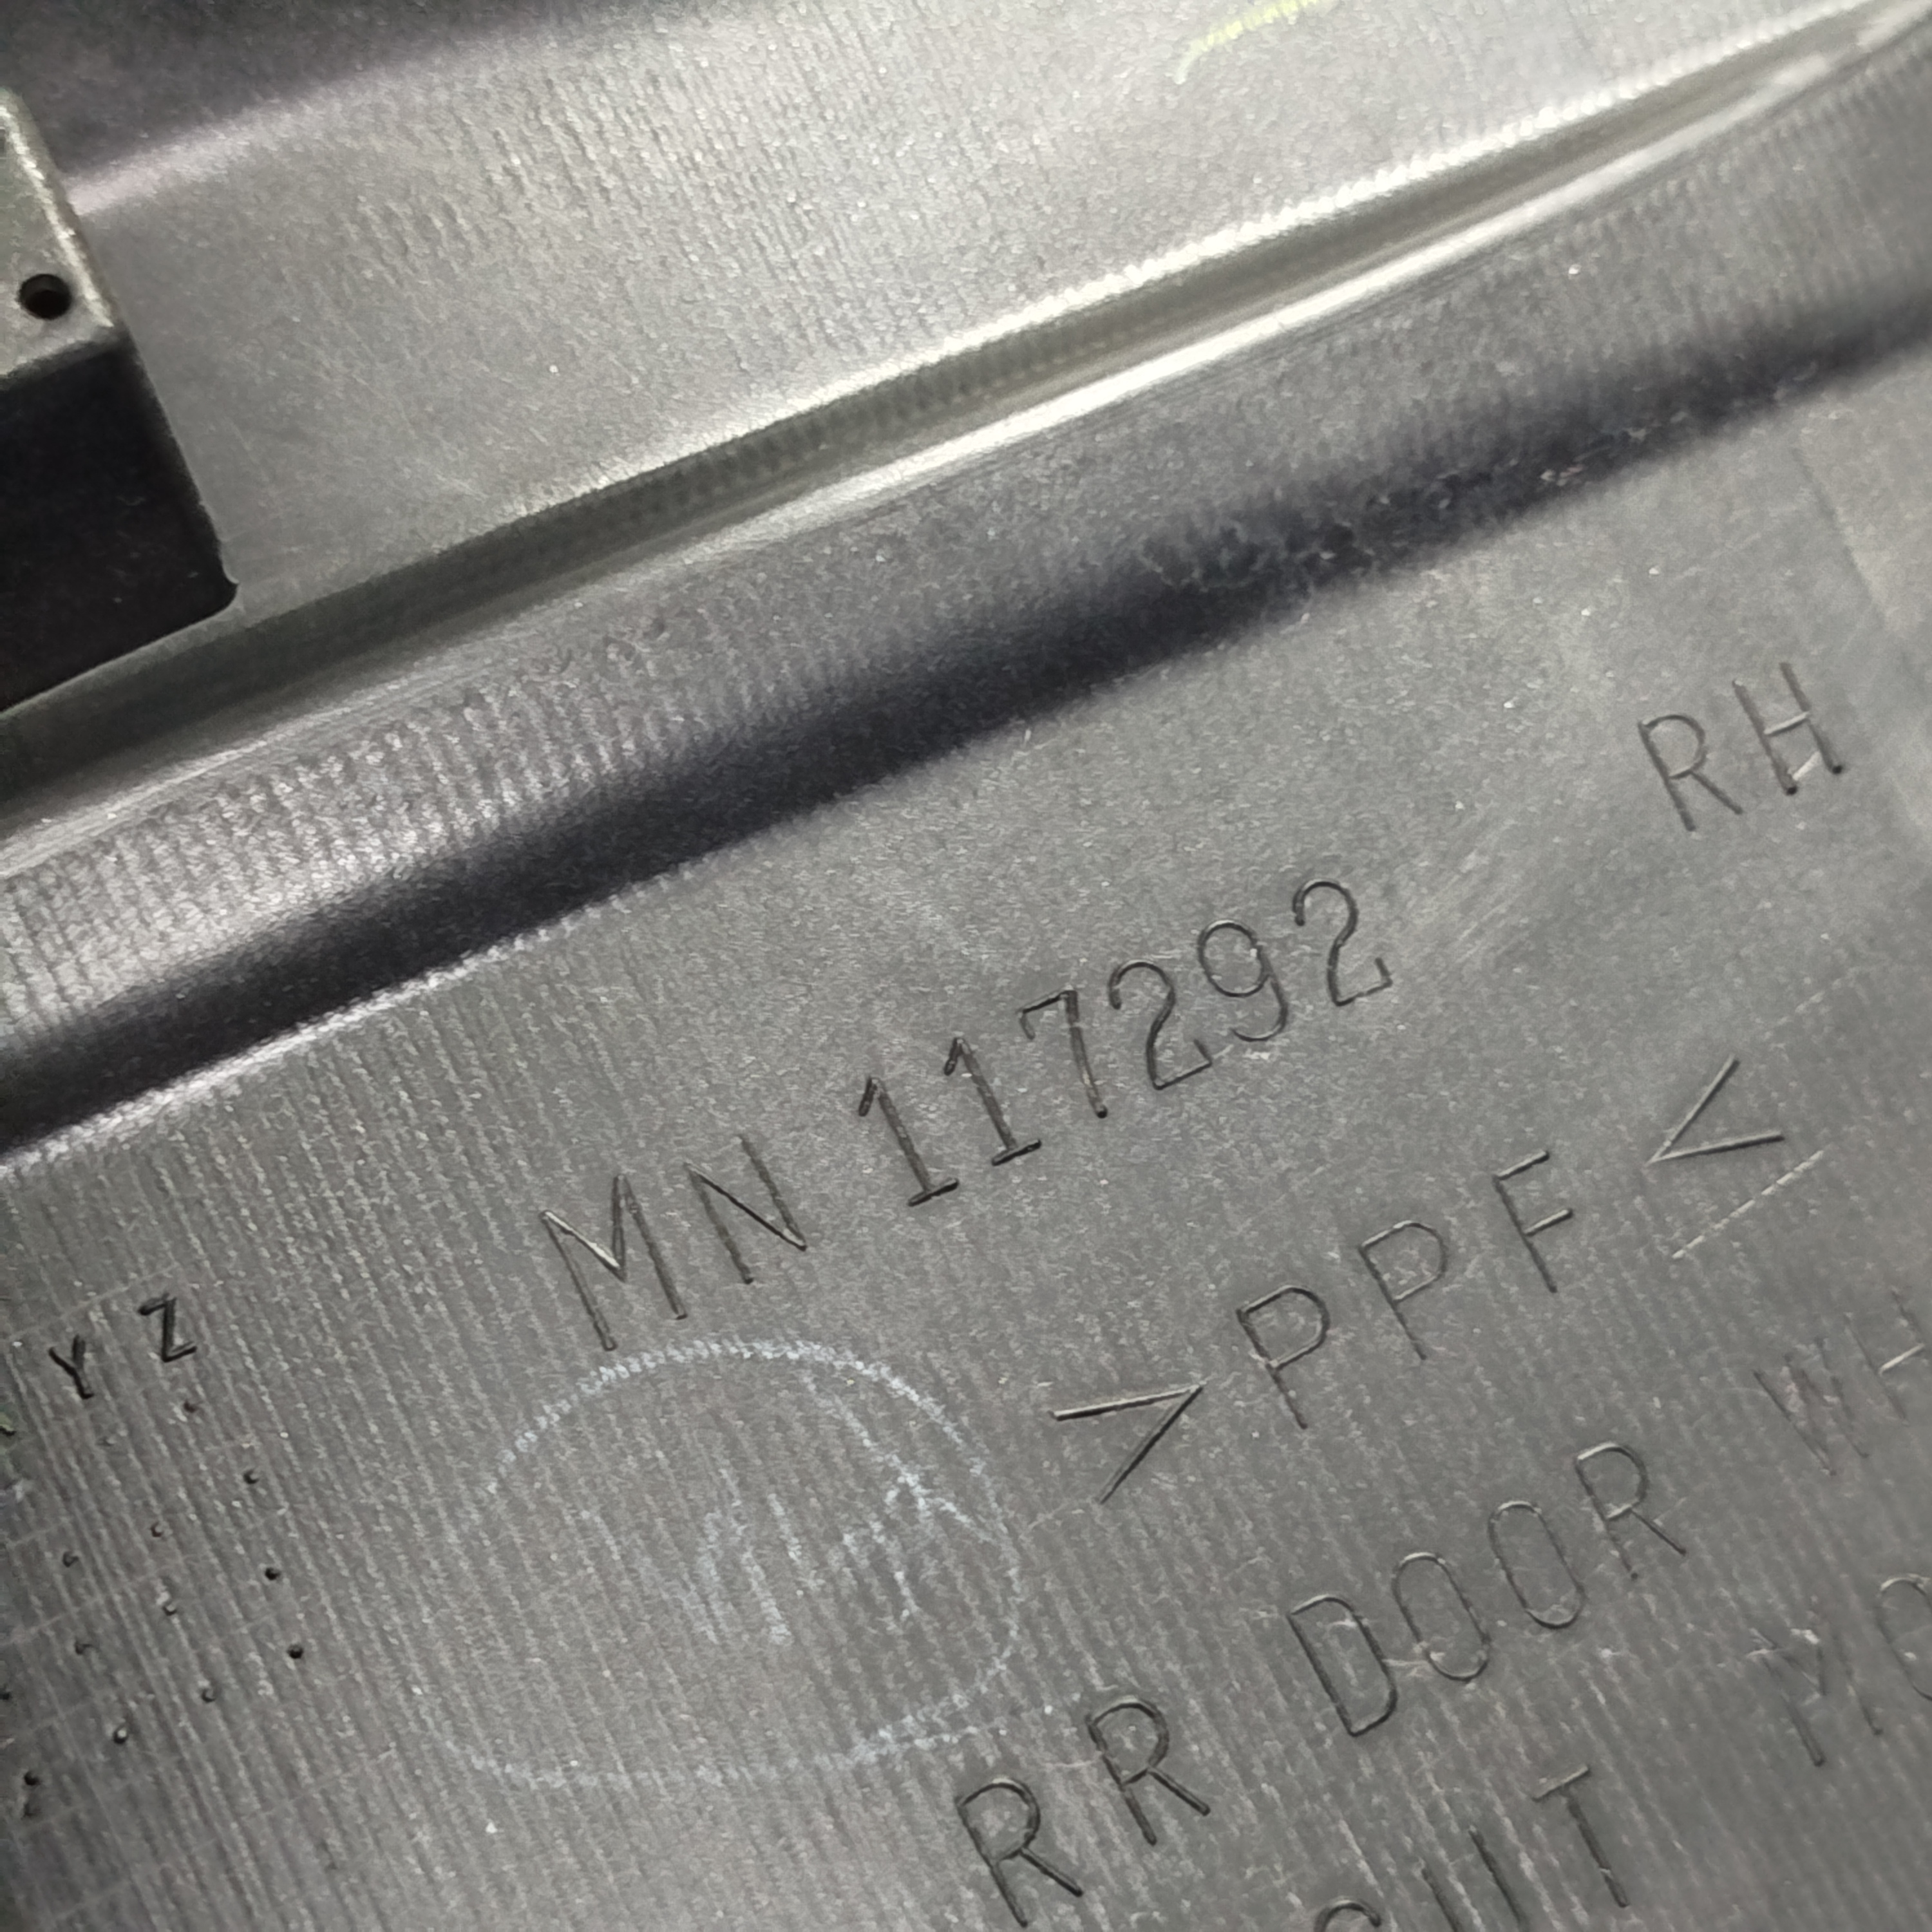 RH
MN 117292
>PPF<
Y Z
RR DOOR